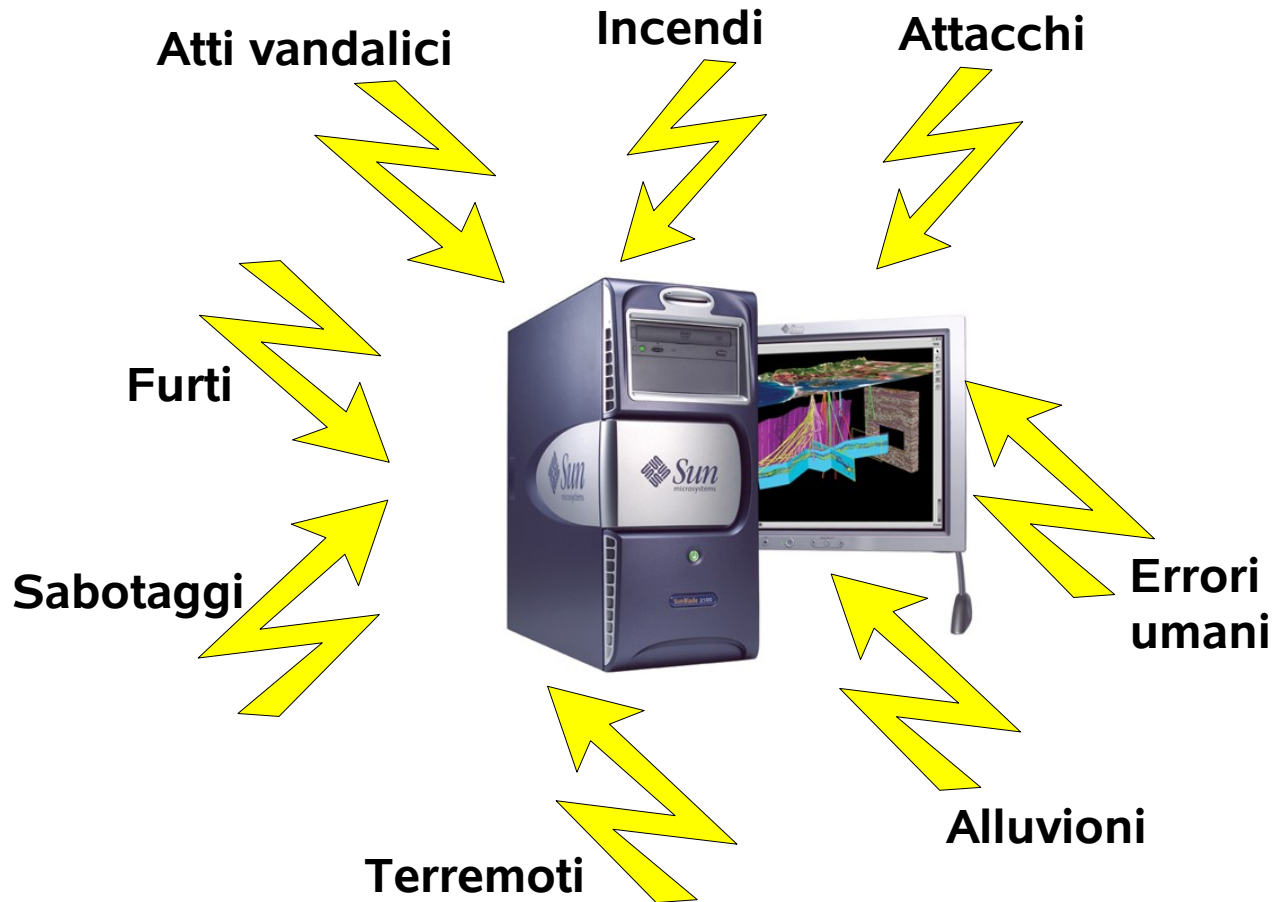 Incendi
Attacchi
Atti vandalici
Furti
Sun
microsystems
Sun
microsystems
Sabotaggi
Errori
umani
Alluvioni
Terremoti